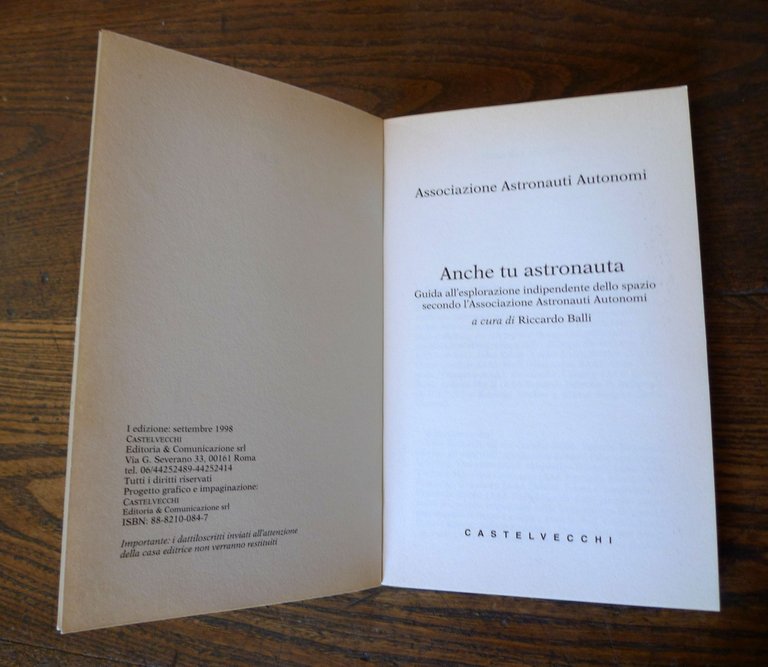 I edizione: settembre 1998
CASTELVECCHI
Editoria & Comunicazione srl
Via G. Severano 33, 00161 Roma
tel. 06/44252489-44252414
Tutti i diritti riservati
Progetto grafico e impaginazione:
CASTELVECCHI
Editoria & Comunicazione srl
ISBN: 88-8210-084-7
Importante: i dattiloscritti inviati all'attenzione
della casa editrice non verranno restituiti
Associazione Astronauti Autonomi
Anche tu astronauta
Guida all'esplorazione indipendente dello spazio
secondo l'Associazione Astronauti Autonomi
a cura di Riccardo Balli
CASTELVECCHI